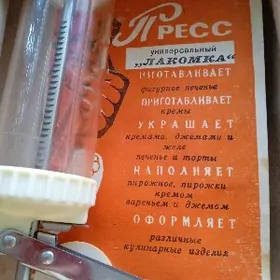 ПРЕСС
универсальный
„ЛАКОМКА“
ИЗГОТАВЛИВАЕТ
фигурное печенье
ПРИГОТАВЛИВАЕТ
кремы
УКРАШАЕТ
кремами, джемами и
желе
печенье и торты
НАПОЛНЯЕТ
пирожное, пирожки
кремом
вареньем и джемом
ОФОРМЛЯЕТ
различные
кулинарные изделия